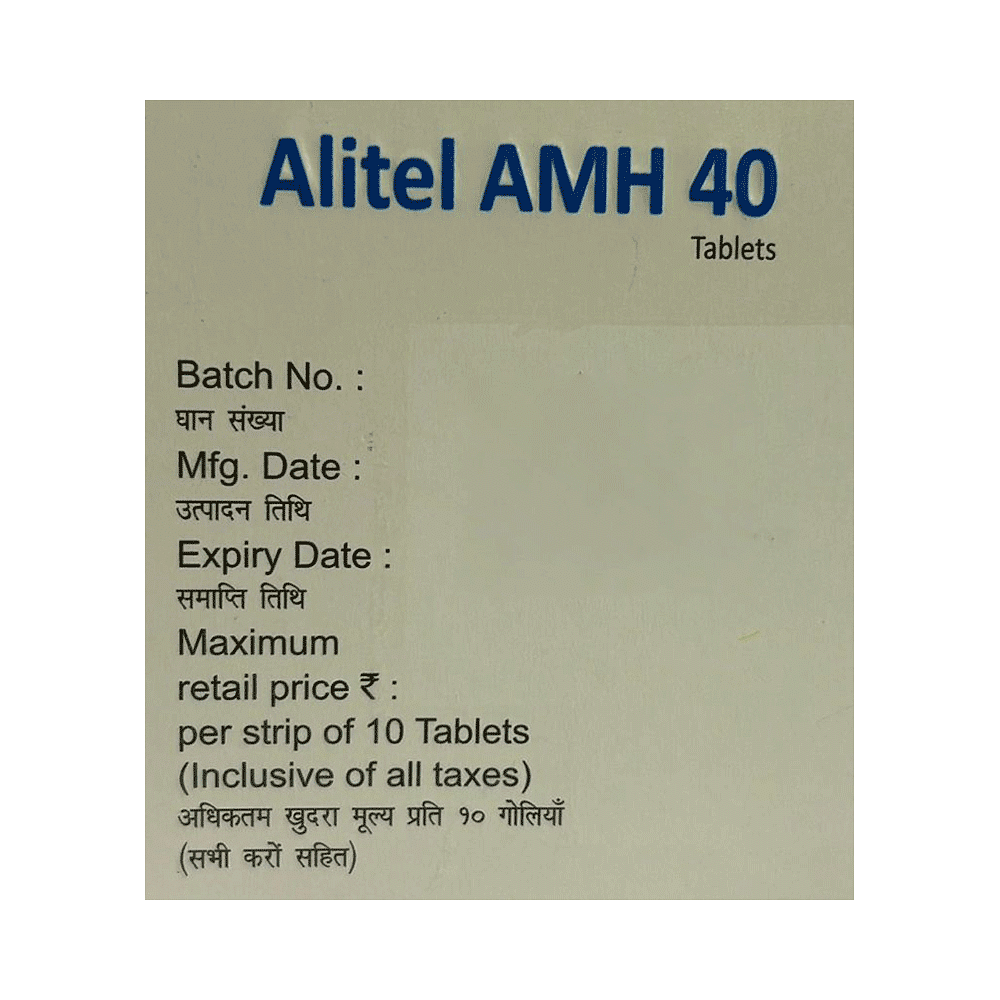 Alitel AMH 40
Tablets
Batch No. :
घान संख्या
Mfg. Date :
उत्पादन तिथि
Expiry Date :
समाप्ति तिथि
Maximum
retail price ₹ :
per strip of 10 Tablets
(Inclusive of all taxes)
अधिकतम खुदरा मूल्य प्रति १० गोलियाँ
(सभी करों सहित)